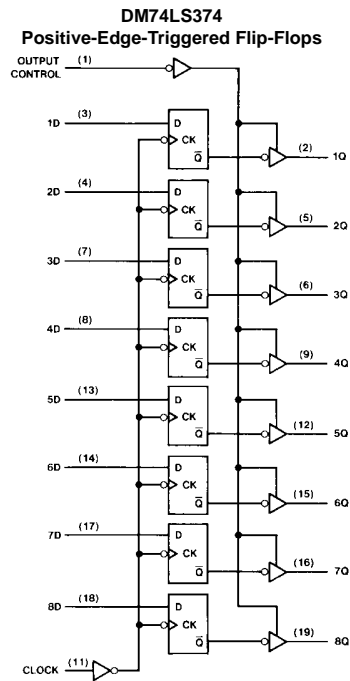 DM74LS374
Positive-Edge-Triggered Flip-Flops
OUTPUT CONTROL (1)
1D (3) D CK Q̅ (2) 1Q
2D (4) D CK Q̅ (5) 2Q
3D (7) D CK Q̅ (6) 3Q
4D (8) D CK Q̅ (9) 4Q
5D (13) D CK Q̅ (12) 5Q
6D (14) D CK Q̅ (15) 6Q
7D (17) D CK Q̅ (16) 7Q
8D (18) D CK Q̅ (19) 8Q
CLOCK (11)